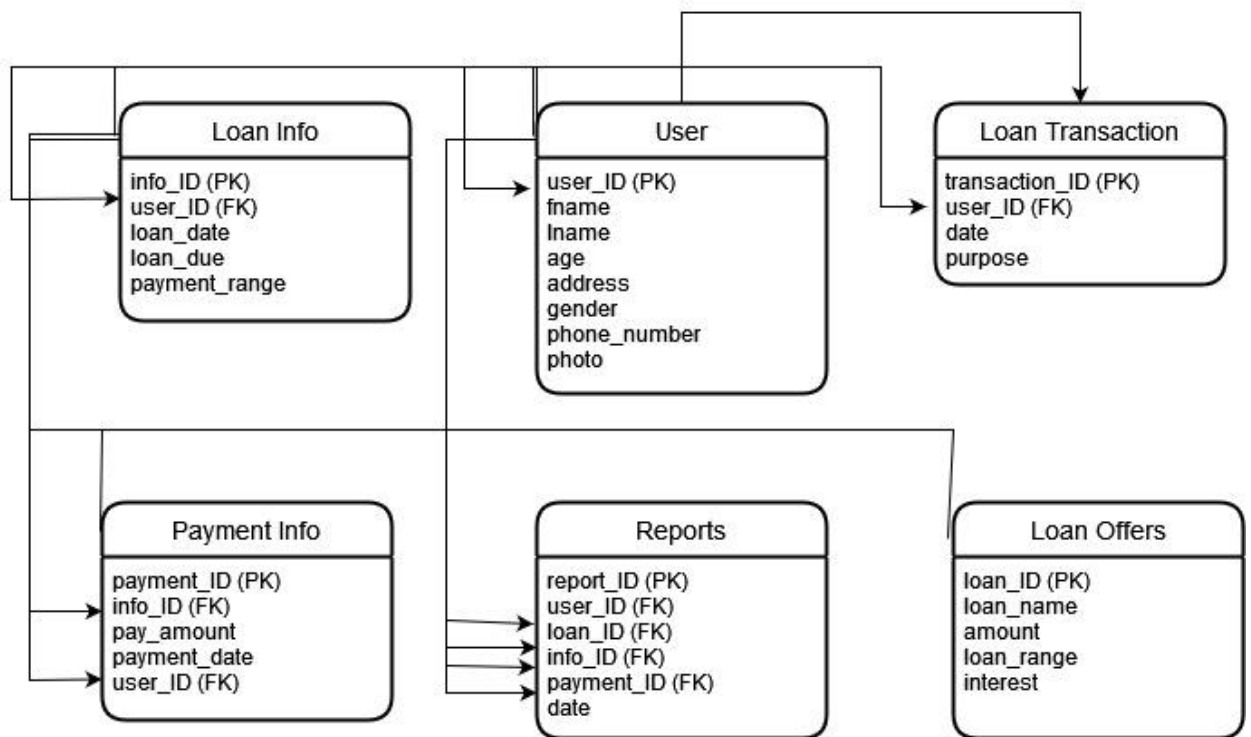 Loan Info
info_ID (PK)
user_ID (FK)
loan_date
loan_due
payment_range
User
user_ID (PK)
fname
lname
age
address
gender
phone_number
photo
Loan Transaction
transaction_ID (PK)
user_ID (FK)
date
purpose
Payment Info
payment_ID (PK)
info_ID (FK)
pay_amount
payment_date
user_ID (FK)
Reports
report_ID (PK)
user_ID (FK)
loan_ID (FK)
info_ID (FK)
payment_ID (FK)
date
Loan Offers
loan_ID (PK)
loan_name
amount
loan_range
interest